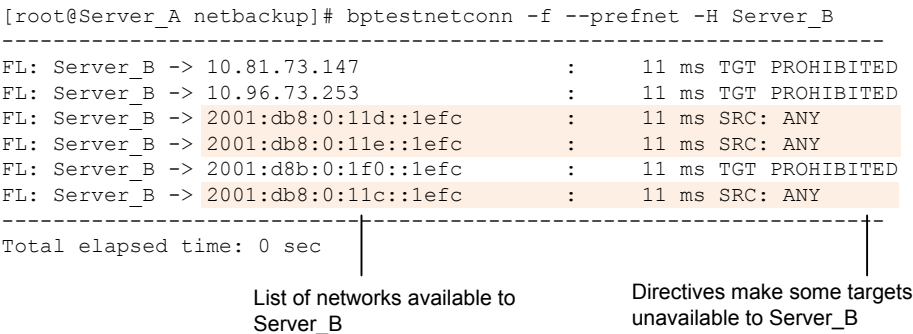 [root@Server_A netbackup]# bptestnetconn -f --prefnet -H Server_B
------------------------------------------------------------------------
FL: Server_B -> 10.81.73.147 : 11 ms TGT PROHIBITED
FL: Server_B -> 10.96.73.253 : 11 ms TGT PROHIBITED
FL: Server_B -> 2001:db8:0:11d::1efc : 11 ms SRC: ANY
FL: Server_B -> 2001:db8:0:11e::1efc : 11 ms SRC: ANY
FL: Server_B -> 2001:d8b:0:1f0::1efc : 11 ms TGT PROHIBITED
FL: Server_B -> 2001:db8:0:11c::1efc : 11 ms SRC: ANY
------------------------------------------------------------------------
Total elapsed time: 0 sec
List of networks available to
Server_B
Directives make some targets
unavailable to Server_B